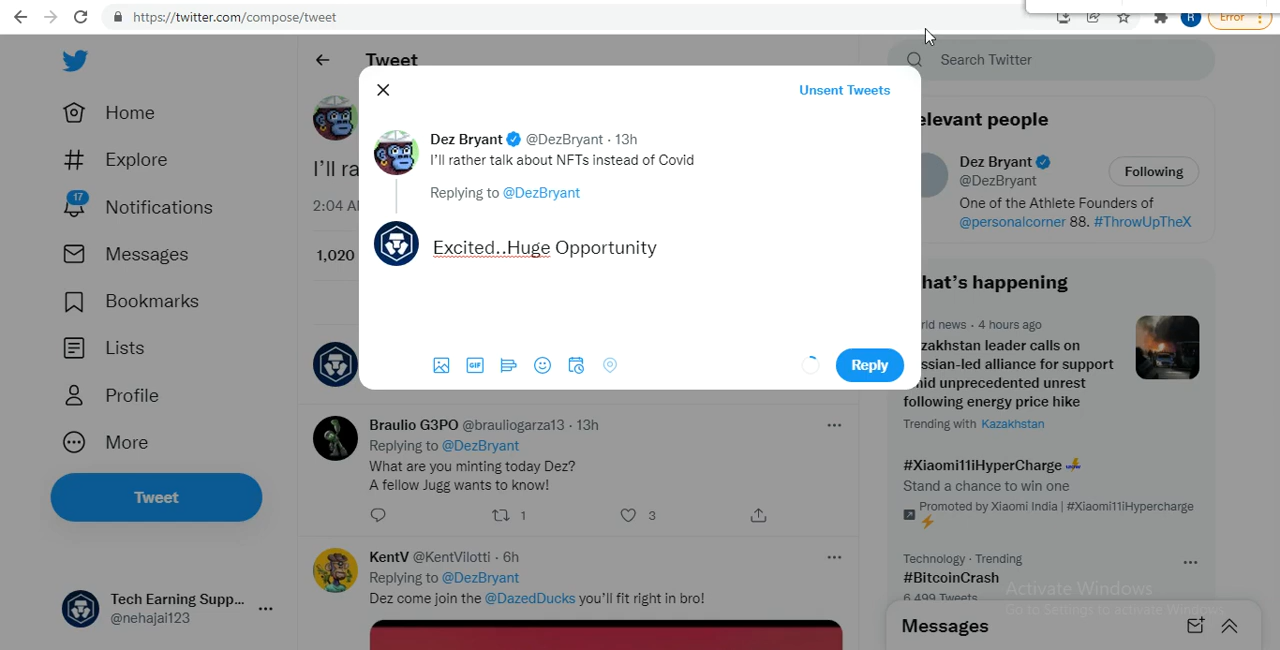 https://twitter.com/compose/tweet
R
Error
Home
Explore
17
Notifications
Messages
Bookmarks
Lists
Profile
More
Tweet
Tech Earning Supp...
@nehajai123
Tweet
I'll ra
2:04 A
1,020
Unsent Tweets
Dez Bryant @DezBryant · 13h
I'll rather talk about NFTs instead of Covid
Replying to @DezBryant
Excited..Huge Opportunity
GIF
Reply
Braulio G3PO @brauliogarza13 · 13h
Replying to @DezBryant
What are you minting today Dez?
A fellow Jugg wants to know!
1
3
KentV @KentVilotti · 6h
Replying to @DezBryant
Dez come join the @DazedDucks you'll fit right in bro!
Search Twitter
elevant people
Dez Bryant
@DezBryant
Following
One of the Athlete Founders of
@personalcorner 88. #ThrowUpTheX
hat's happening
rld news · 4 hours ago
zakhstan leader calls on
ssian-led alliance for support
mid unprecedented unrest
following energy price hike
Trending with Kazakhstan
#Xiaomi11iHyperCharge
Stand a chance to win one
Promoted by Xiaomi India | #Xiaomi11iHypercharge
Technology · Trending
#BitcoinCrash
6,499 Tweets
Activate Windows
Go to Settings to activate Windows.
Messages